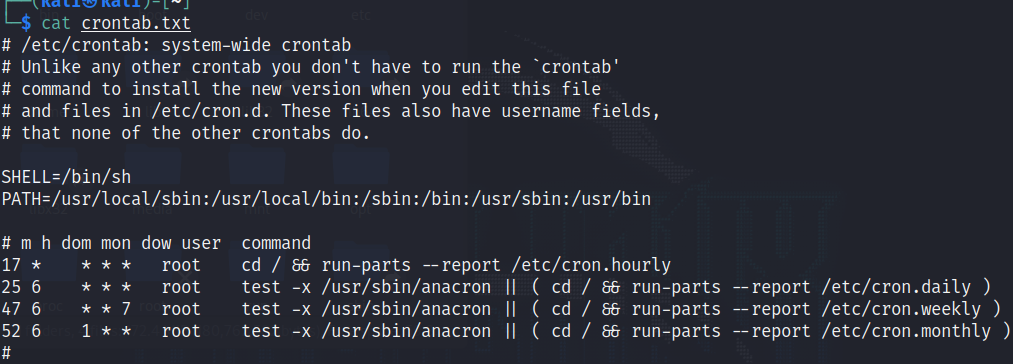 (kali㉿kali)-[~]
$ cat crontab.txt
# /etc/crontab: system-wide crontab
# Unlike any other crontab you don't have to run the `crontab'
# command to install the new version when you edit this file
# and files in /etc/cron.d. These files also have username fields,
# that none of the other crontabs do.

SHELL=/bin/sh
PATH=/usr/local/sbin:/usr/local/bin:/sbin:/bin:/usr/sbin:/usr/bin

# m h dom mon dow user  command
17 *    * * *   root    cd / && run-parts --report /etc/cron.hourly
25 6    * * *   root    test -x /usr/sbin/anacron || ( cd / && run-parts --report /etc/cron.daily )
47 6    * * 7   root    test -x /usr/sbin/anacron || ( cd / && run-parts --report /etc/cron.weekly )
52 6    1 * *   root    test -x /usr/sbin/anacron || ( cd / && run-parts --report /etc/cron.monthly )
#